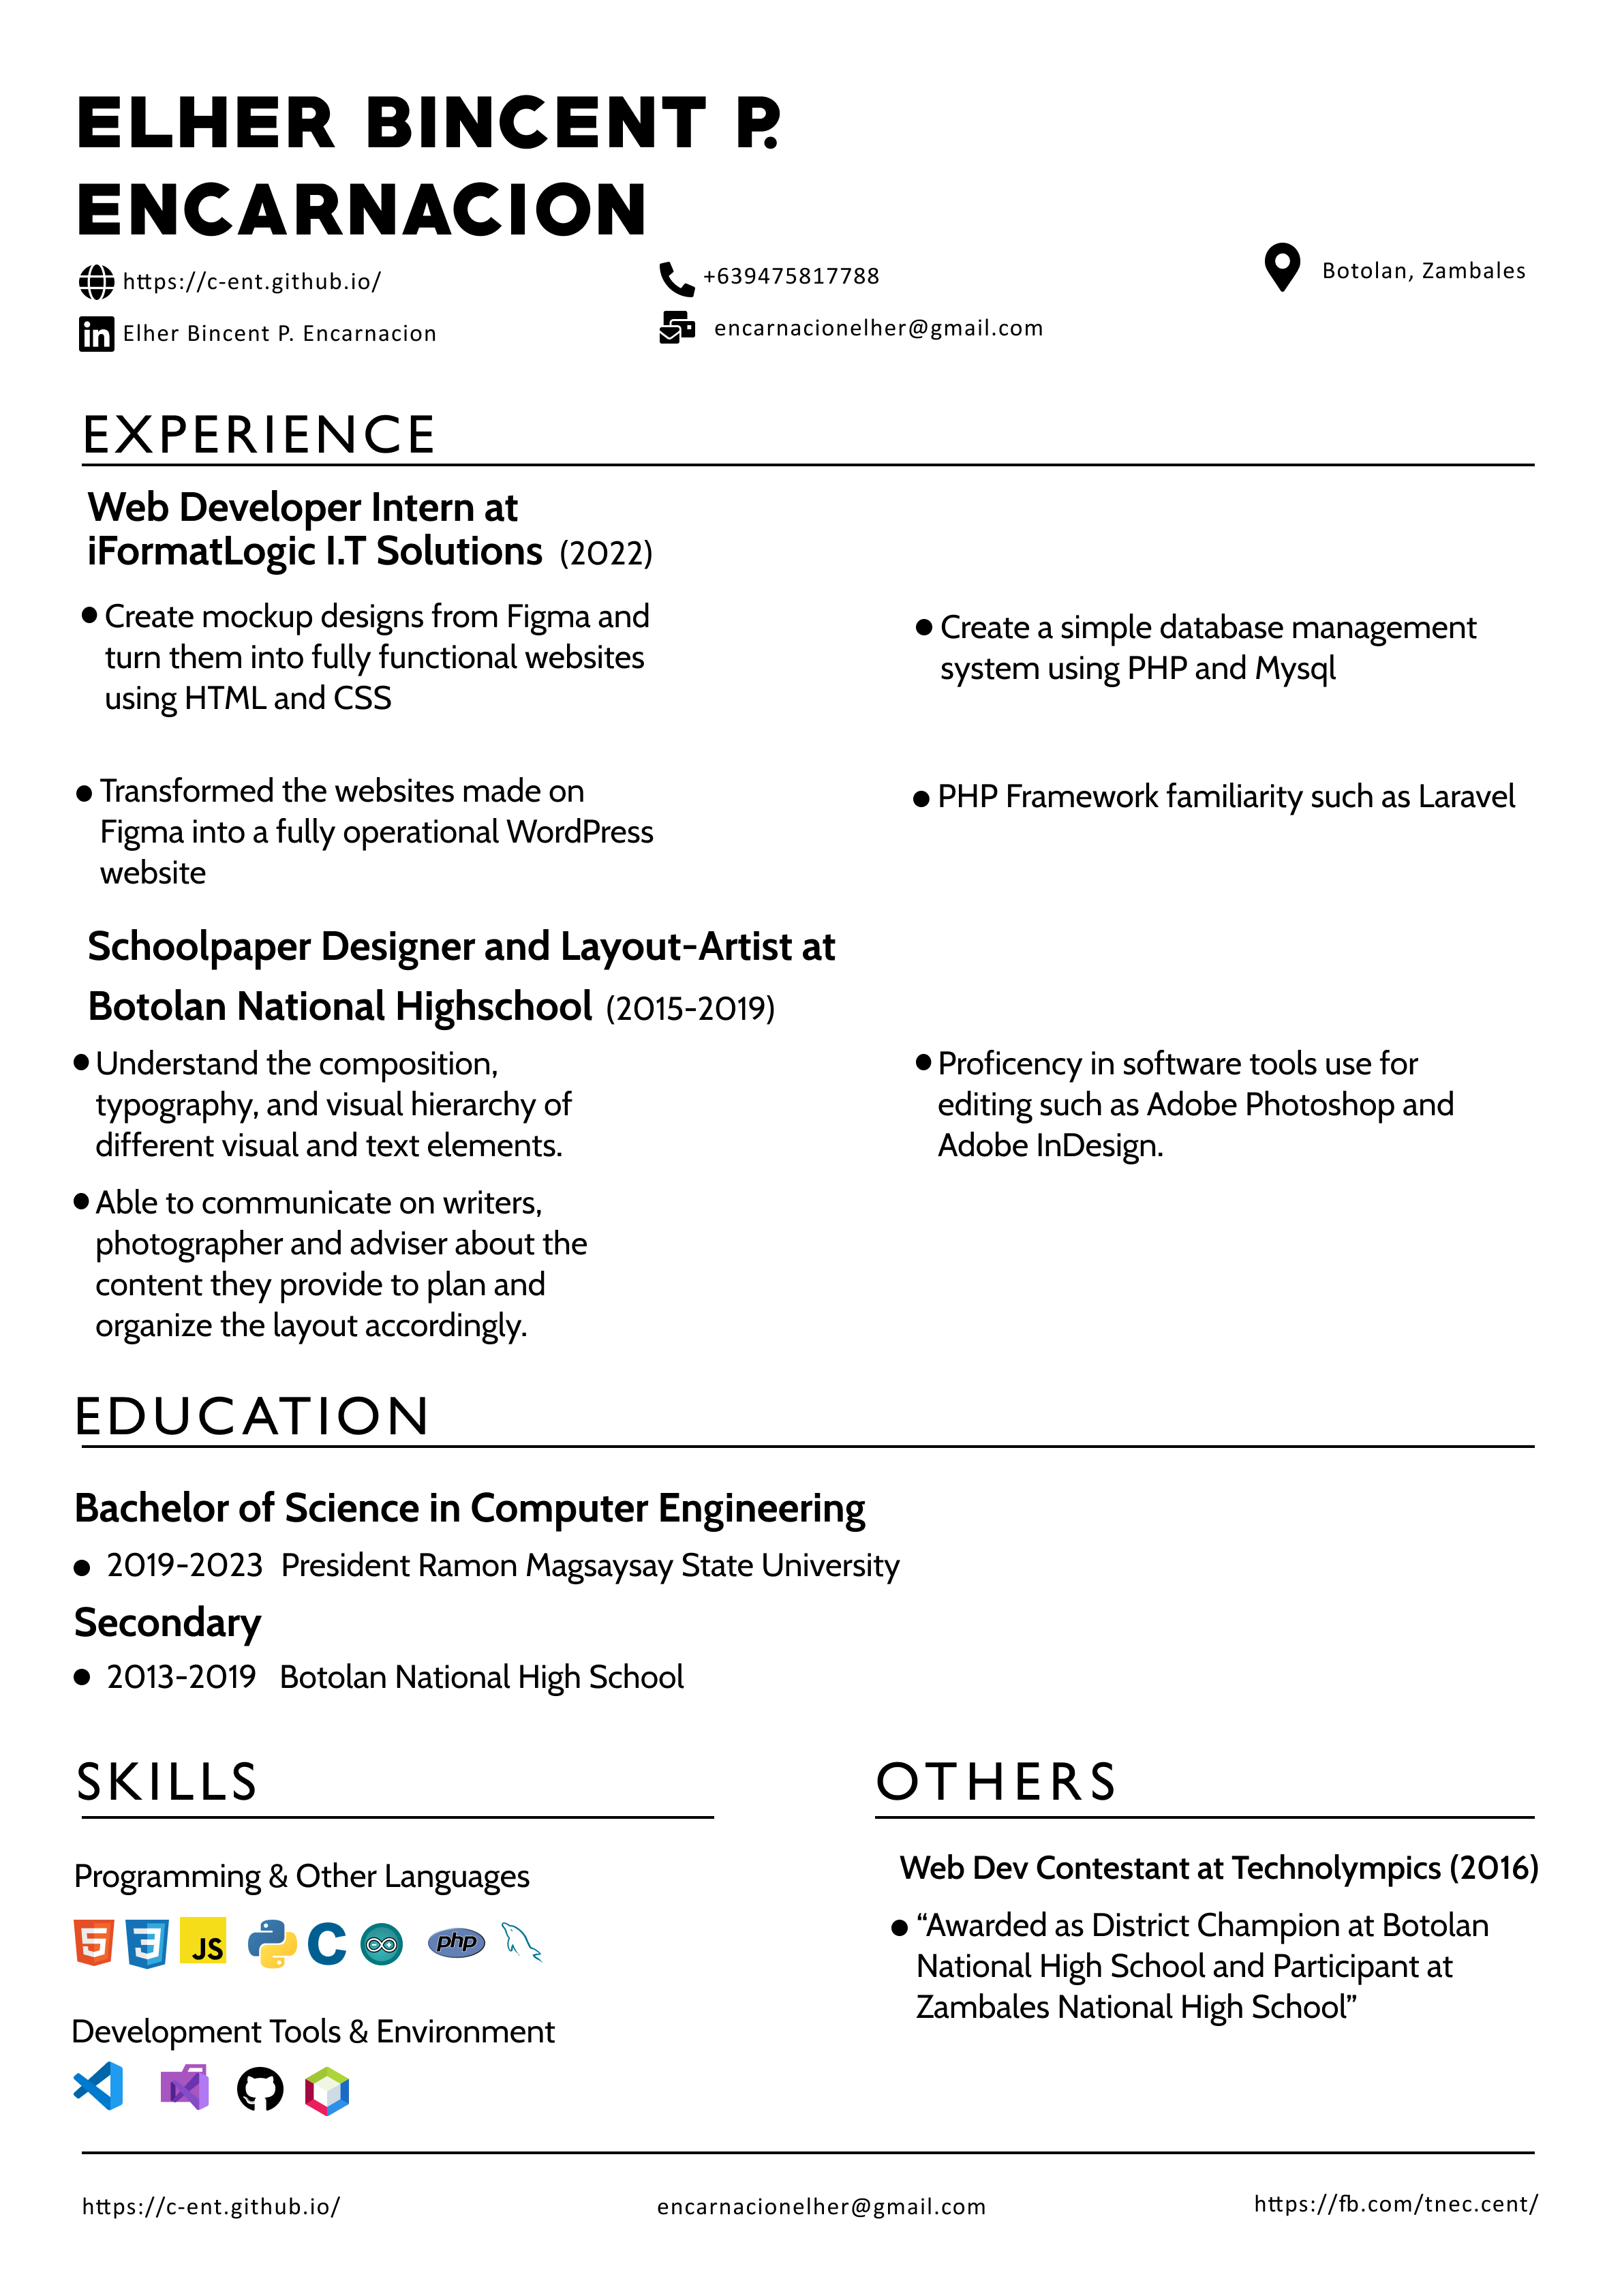 ELHER BINCENT P.
ENCARNACION
https://c-ent.github.io/
Elher Bincent P. Encarnacion
+639475817788
encarnacionelher@gmail.com
Botolan, Zambales
EXPERIENCE
Web Developer Intern at
iFormatLogic I.T Solutions (2022)
Create mockup designs from Figma and
turn them into fully functional websites
using HTML and CSS
Transformed the websites made on
Figma into a fully operational WordPress
website
Create a simple database management
system using PHP and Mysql
PHP Framework familiarity such as Laravel
Schoolpaper Designer and Layout-Artist at
Botolan National Highschool (2015-2019)
Understand the composition,
typography, and visual hierarchy of
different visual and text elements.
Able to communicate on writers,
photographer and adviser about the
content they provide to plan and
organize the layout accordingly.
Proficency in software tools use for
editing such as Adobe Photoshop and
Adobe InDesign.
EDUCATION
Bachelor of Science in Computer Engineering
2019-2023 President Ramon Magsaysay State University
Secondary
2013-2019 Botolan National High School
SKILLS
Programming & Other Languages
5 3 JS C php
Development Tools & Environment
OTHERS
Web Dev Contestant at Technolympics (2016)
“Awarded as District Champion at Botolan
National High School and Participant at
Zambales National High School”
https://c-ent.github.io/
encarnacionelher@gmail.com
https://fb.com/tnec.cent/